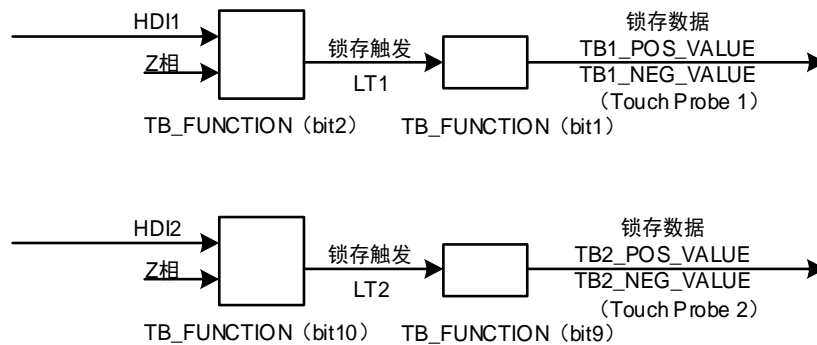 HDI1
Z相
锁存触发
LT1
锁存数据
TB1_POS_VALUE
TB1_NEG_VALUE
（Touch Probe 1）
TB_FUNCTION（bit2）
TB_FUNCTION（bit1）
HDI2
Z相
锁存触发
LT2
锁存数据
TB2_POS_VALUE
TB2_NEG_VALUE
（Touch Probe 2）
TB_FUNCTION（bit10）
TB_FUNCTION（bit9）